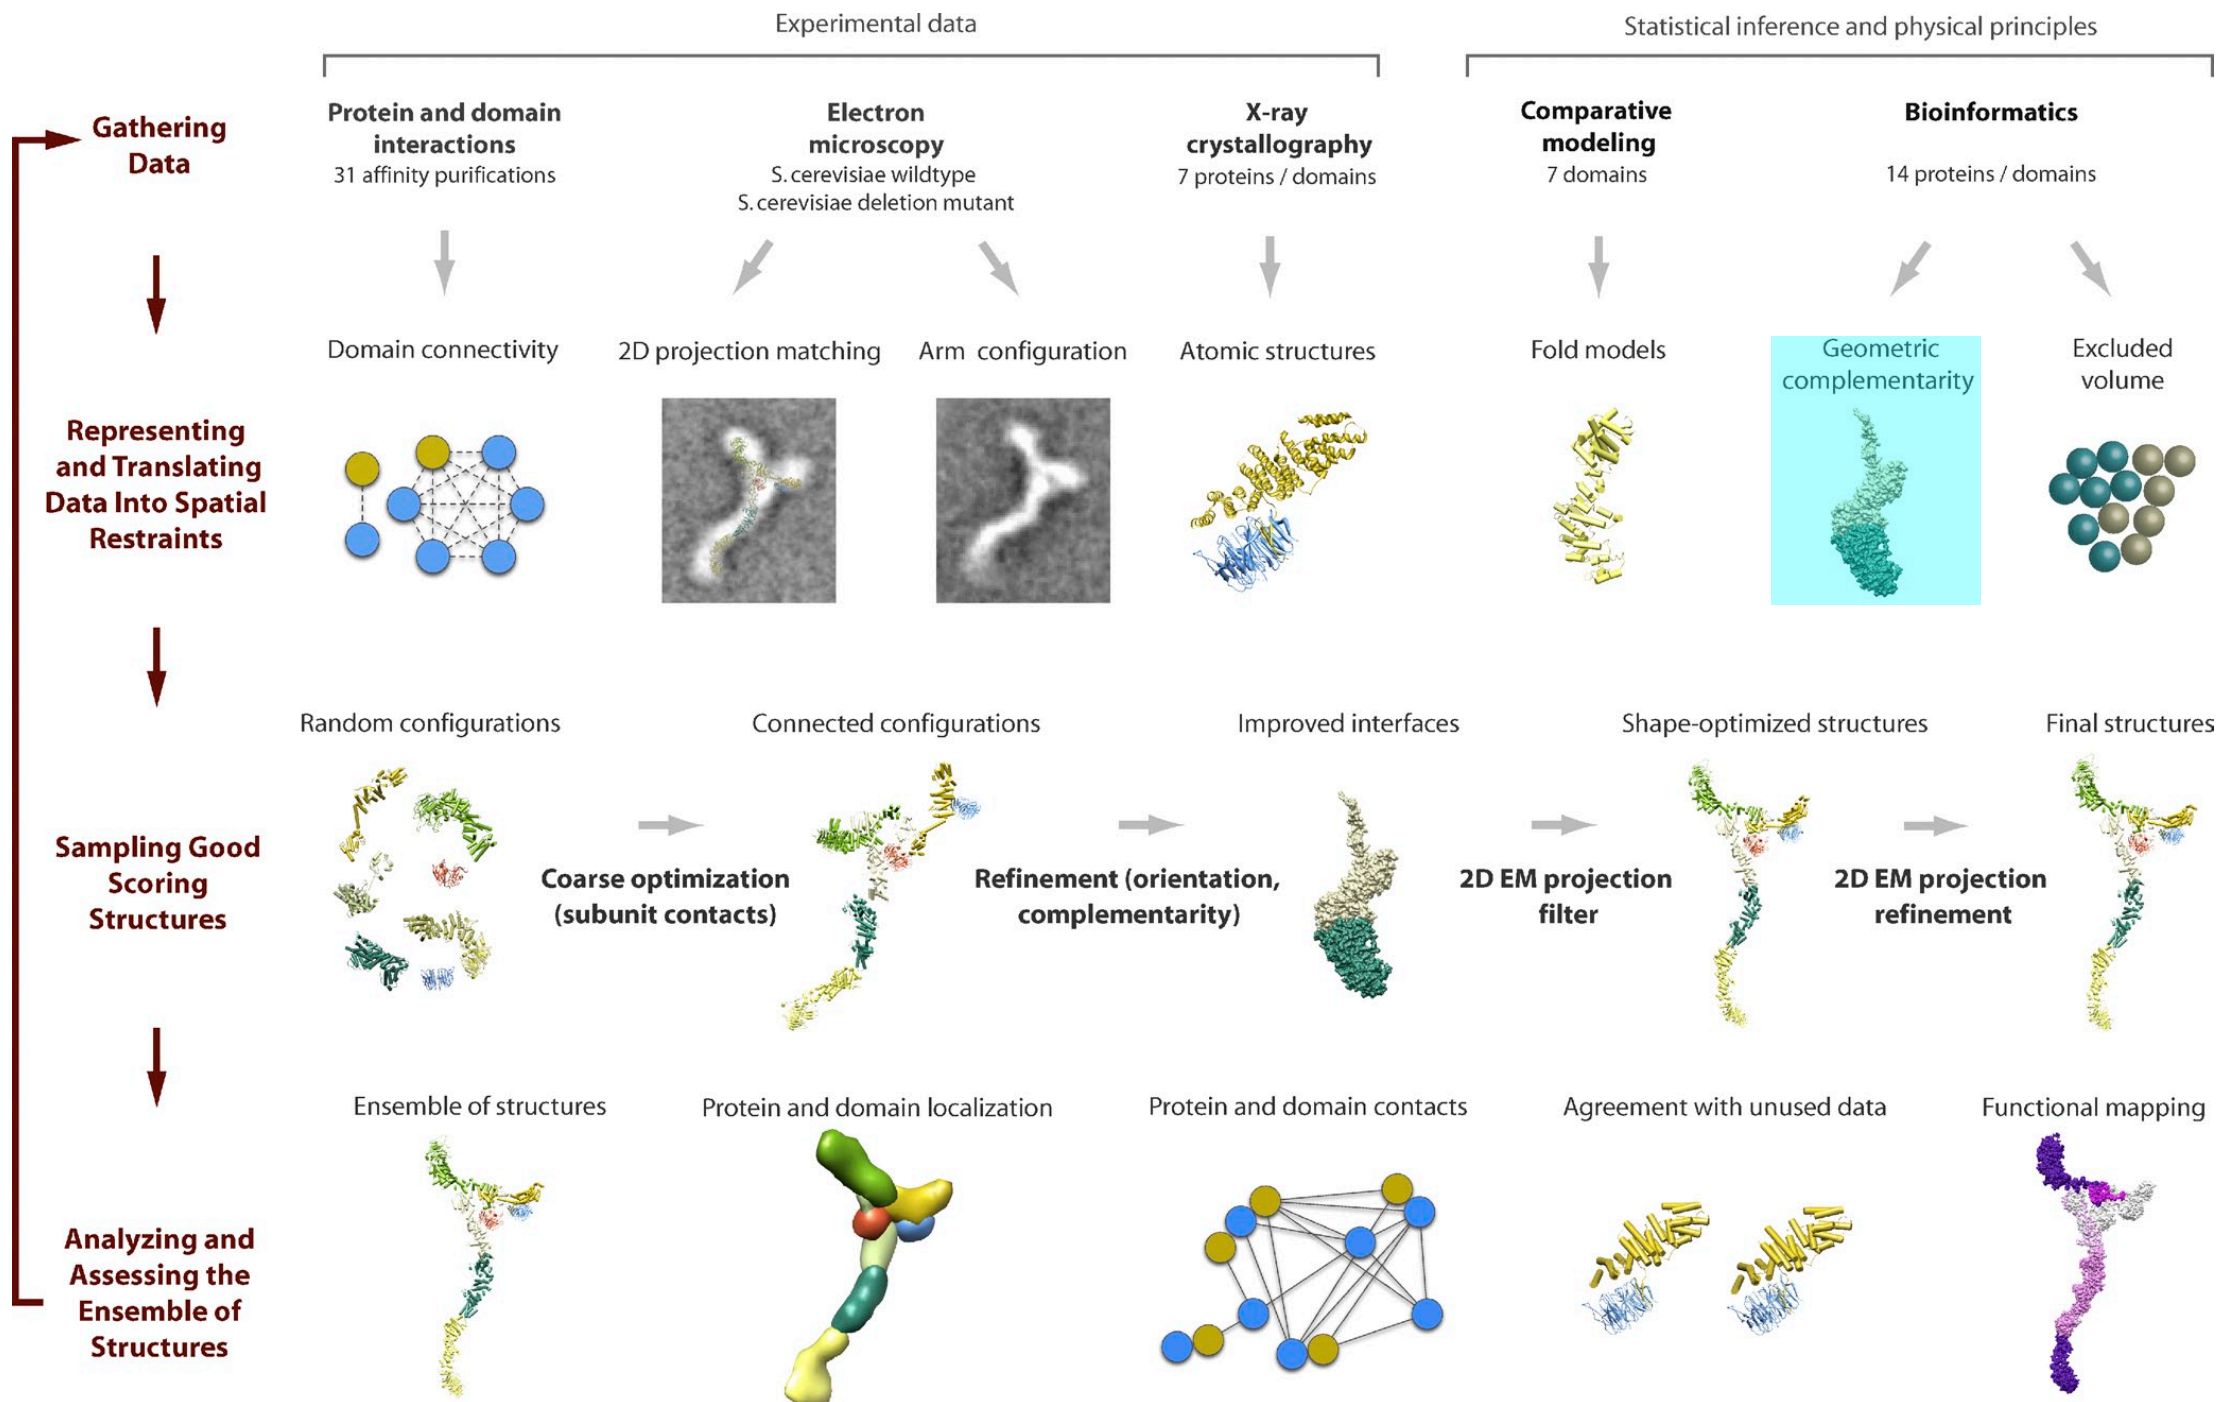 Experimental data
Statistical inference and physical principles
Gathering
Data
Protein and domain
interactions
31 affinity purifications
Electron
microscopy
S. cerevisiae wildtype
S. cerevisiae deletion mutant
X-ray
crystallography
7 proteins / domains
Comparative
modeling
7 domains
Bioinformatics
14 proteins / domains
Representing
and Translating
Data Into Spatial
Restraints
Domain connectivity
2D projection matching
Arm configuration
Atomic structures
Fold models
Geometric
complementarity
Excluded
volume
Sampling Good
Scoring
Structures
Random configurations
Coarse optimization
(subunit contacts)
Connected configurations
Refinement (orientation,
complementarity)
Improved interfaces
2D EM projection
filter
Shape-optimized structures
2D EM projection
refinement
Final structures
Analyzing and
Assessing the
Ensemble of
Structures
Ensemble of structures
Protein and domain localization
Protein and domain contacts
Agreement with unused data
Functional mapping